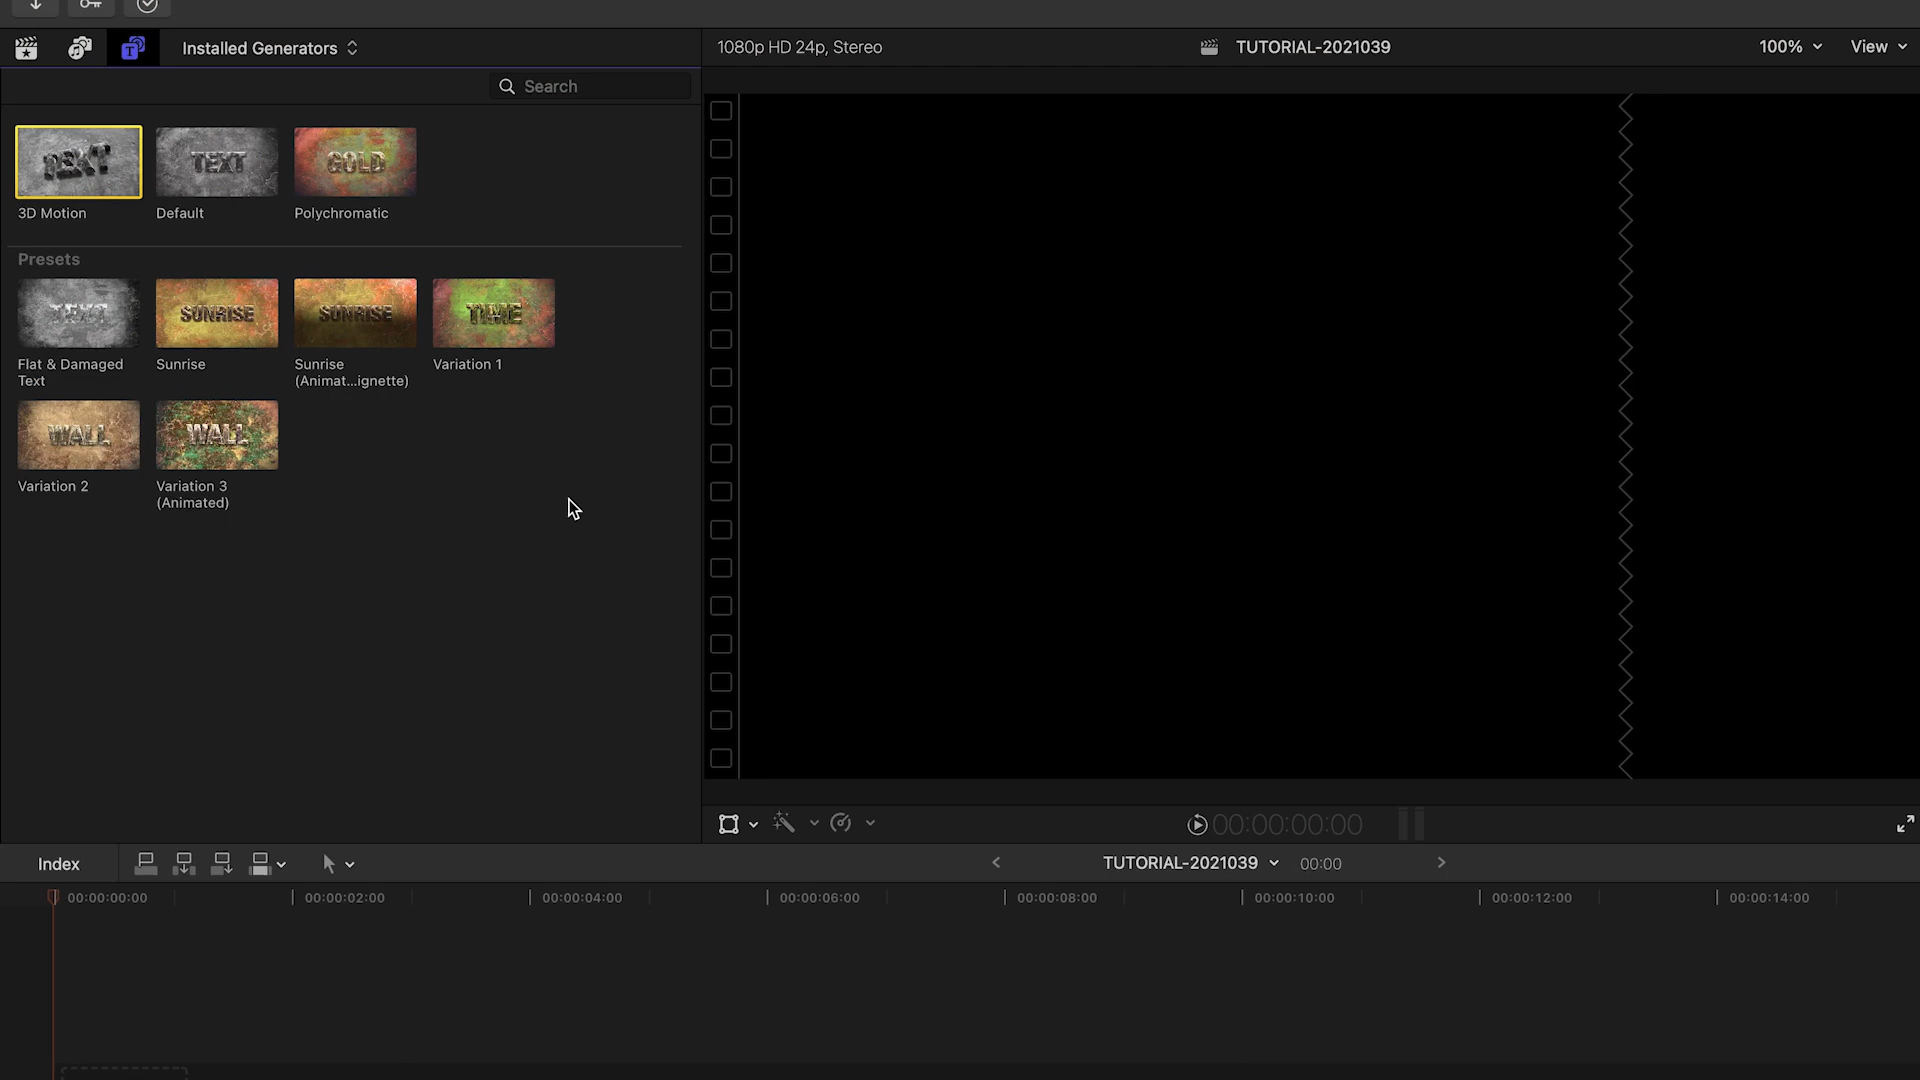 Installed Generators
1080p HD 24p, Stereo
TUTORIAL-2021039
100%
View
Search
TEXT
TEXT
GOLD
3D Motion
Default
Polychromatic
Presets
TEXT
SUNRISE
SUNRISE
TIME
Flat & Damaged
Text
Sunrise
Sunrise
(Animat...ignette)
Variation 1
WALL
WALL
Variation 2
Variation 3
(Animated)
00:00:00:00
Index
TUTORIAL-2021039
00:00
00:00:00:00
00:00:02:00
00:00:04:00
00:00:06:00
00:00:08:00
00:00:10:00
00:00:12:00
00:00:14:00